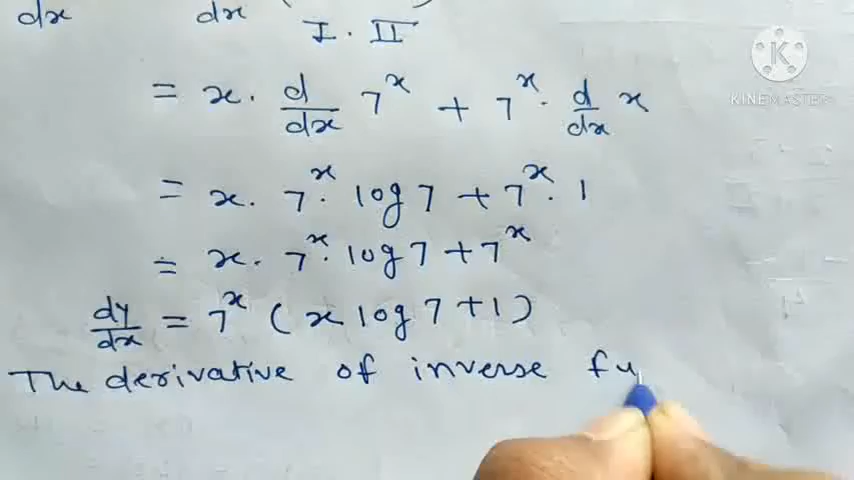 dx dx (
I . II
= x . d/dx 7^x + 7^x . d/dx x
= x . 7^x . log 7 + 7^x . 1
= x . 7^x . log 7 + 7^x
dy/dx = 7^x ( x log 7 + 1 )
The derivative of inverse fu
K
KINEMASTER